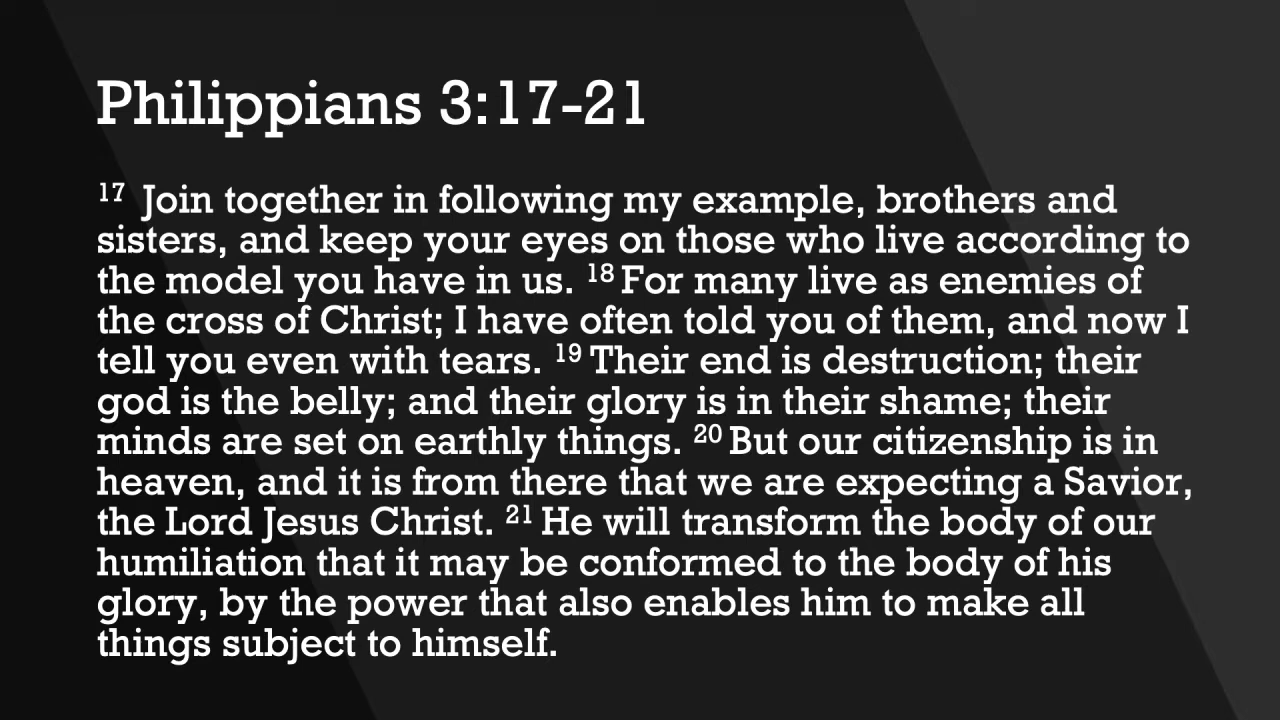 Philippians 3:17-21
17 Join together in following my example, brothers and
sisters, and keep your eyes on those who live according to
the model you have in us. 18 For many live as enemies of
the cross of Christ; I have often told you of them, and now I
tell you even with tears. 19 Their end is destruction; their
god is the belly; and their glory is in their shame; their
minds are set on earthly things. 20 But our citizenship is in
heaven, and it is from there that we are expecting a Savior,
the Lord Jesus Christ. 21 He will transform the body of our
humiliation that it may be conformed to the body of his
glory, by the power that also enables him to make all
things subject to himself.